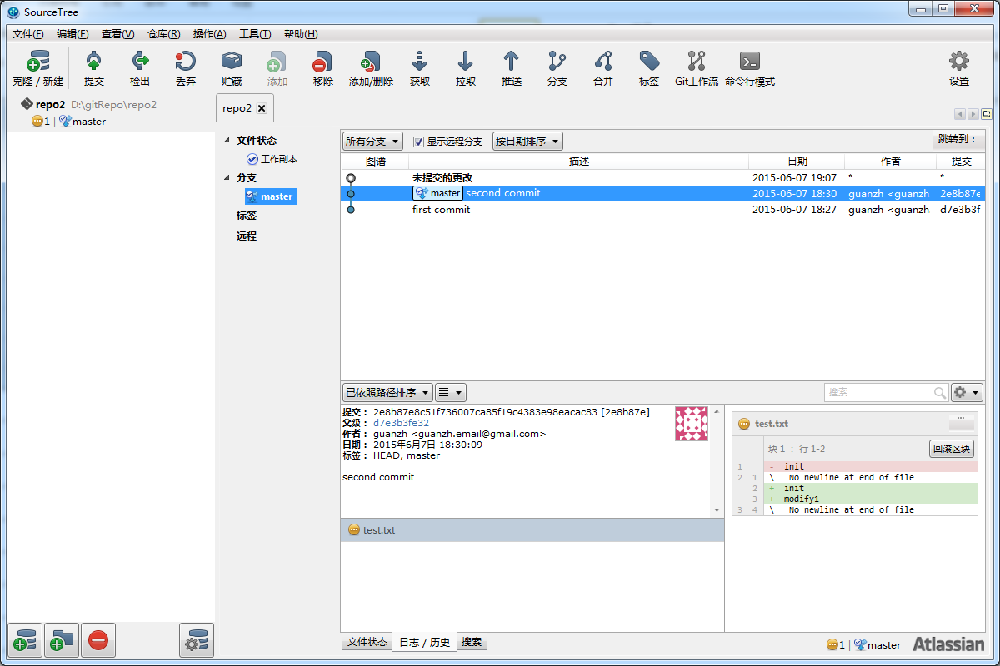 SourceTree
文件(F) 编辑(E) 查看(V) 仓库(R) 操作(A) 工具(T) 帮助(H)
克隆 / 新建 提交 检出 丢弃 贮藏 添加 移除 添加/删除 获取 拉取 推送 分支 合并 标签 Git工作流 命令行模式 设置
repo2 D:\gitRepo\repo2
1 | master
repo2
文件状态
工作副本
分支
master
标签
远程
所有分支 显示远程分支 按日期排序 跳转到：
图谱 描述 日期 作者 提交
未提交的更改 2015-06-07 19:07 * *
master second commit 2015-06-07 18:30 guanzh <guanzh 2e8b87e
first commit 2015-06-07 18:27 guanzh <guanzh d7e3b3f
已依照路径排序 搜索
提交： 2e8b87e8c51f736007ca85f19c4383e98eacac83 [2e8b87e]
父级： d7e3b3fe32
作者： guanzh <guanzh.email@gmail.com>
日期： 2015年6月7日 18:30:09
标签： HEAD, master
second commit
test.txt
test.txt
块 1 : 行 1-2 回滚区块
1 - init
2 1 \ No newline at end of file
2 + init
3 + modify1
3 4 \ No newline at end of file
文件状态 日志 / 历史 搜索
1 | master Atlassian